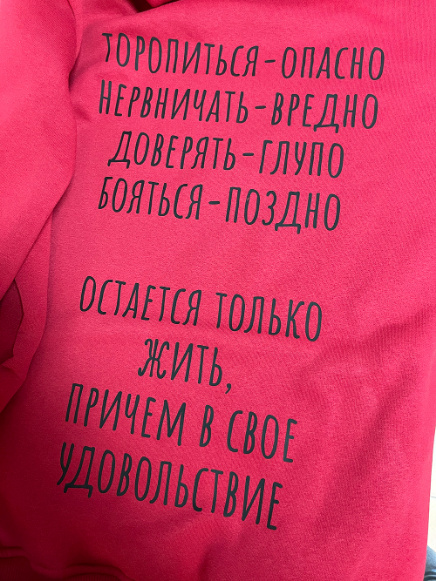 ТОРОПИТЬСЯ-ОПАСНО
НЕРВНИЧАТЬ-ВРЕДНО
ДОВЕРЯТЬ-ГЛУПО
БОЯТЬСЯ-ПОЗДНО
ОСТАЕТСЯ ТОЛЬКО
ЖИТЬ,
ПРИЧЕМ В СВОЕ
УДОВОЛЬСТВИЕ